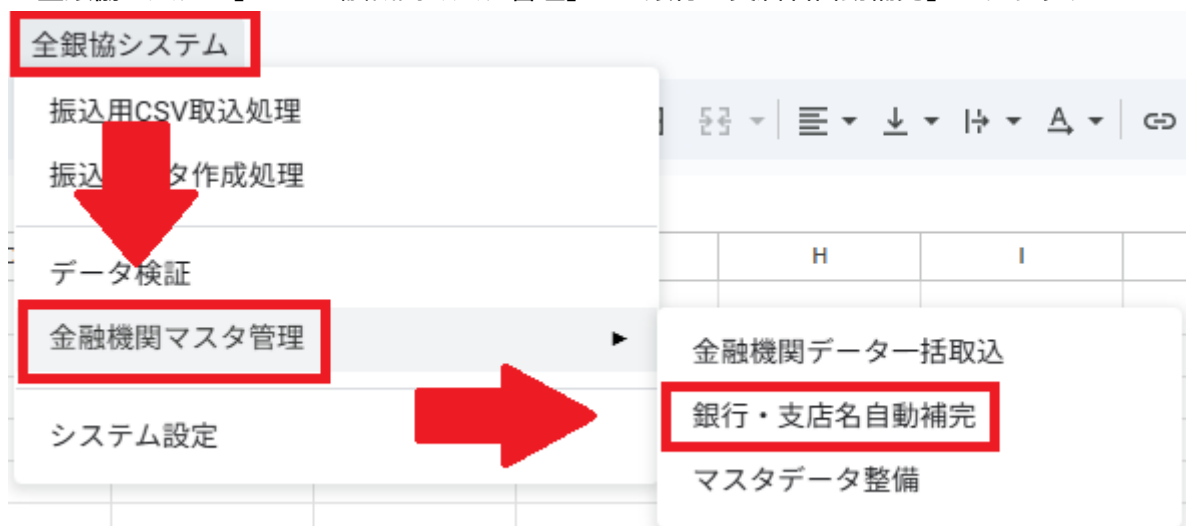 全銀協システム
振込用CSV取込処理
振込 タ作成処理
データ検証
金融機関マスタ管理
システム設定
H
I
金融機関データ一括取込
銀行・支店名自動補完
マスタデータ整備
A